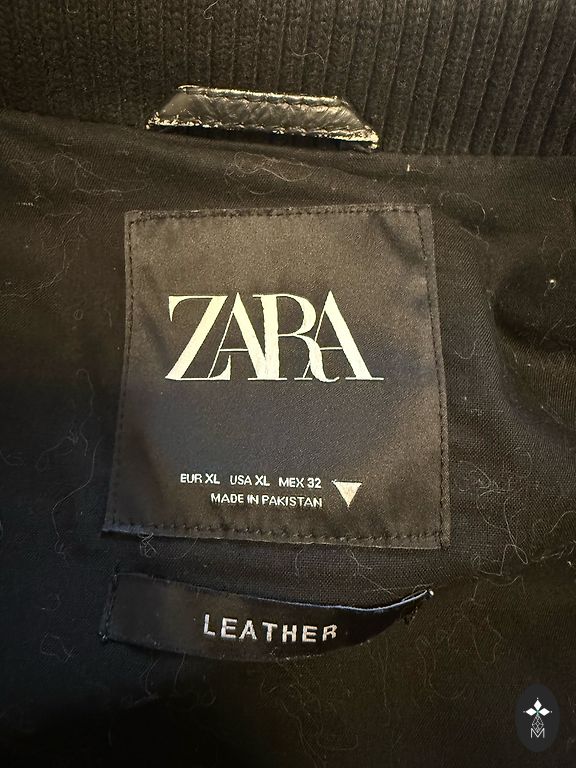 ZARA
EUR XL USA XL MEX 32
MADE IN PAKISTAN
LEATHER
M